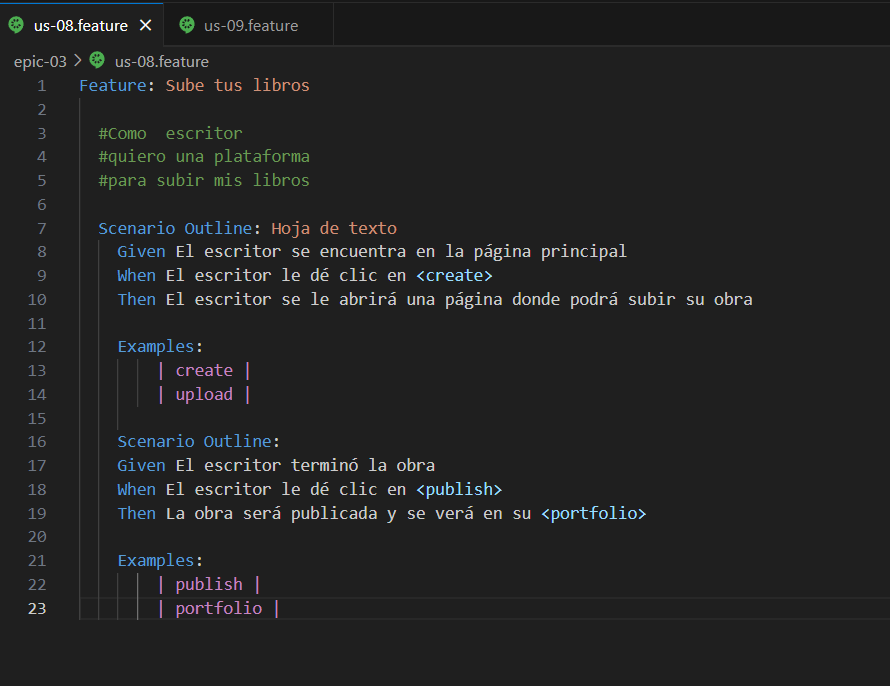 us-08.feature
us-09.feature
epic-03 > us-08.feature
1 Feature: Sube tus libros
2
3 #Como  escritor
4 #quiero una plataforma
5 #para subir mis libros
6
7 Scenario Outline: Hoja de texto
8 Given El escritor se encuentra en la página principal
9 When El escritor le dé clic en <create>
10 Then El escritor se le abrirá una página donde podrá subir su obra
11
12 Examples:
13 | create |
14 | upload |
15
16 Scenario Outline:
17 Given El escritor terminó la obra
18 When El escritor le dé clic en <publish>
19 Then La obra será publicada y se verá en su <portfolio>
20
21 Examples:
22 | publish |
23 | portfolio |